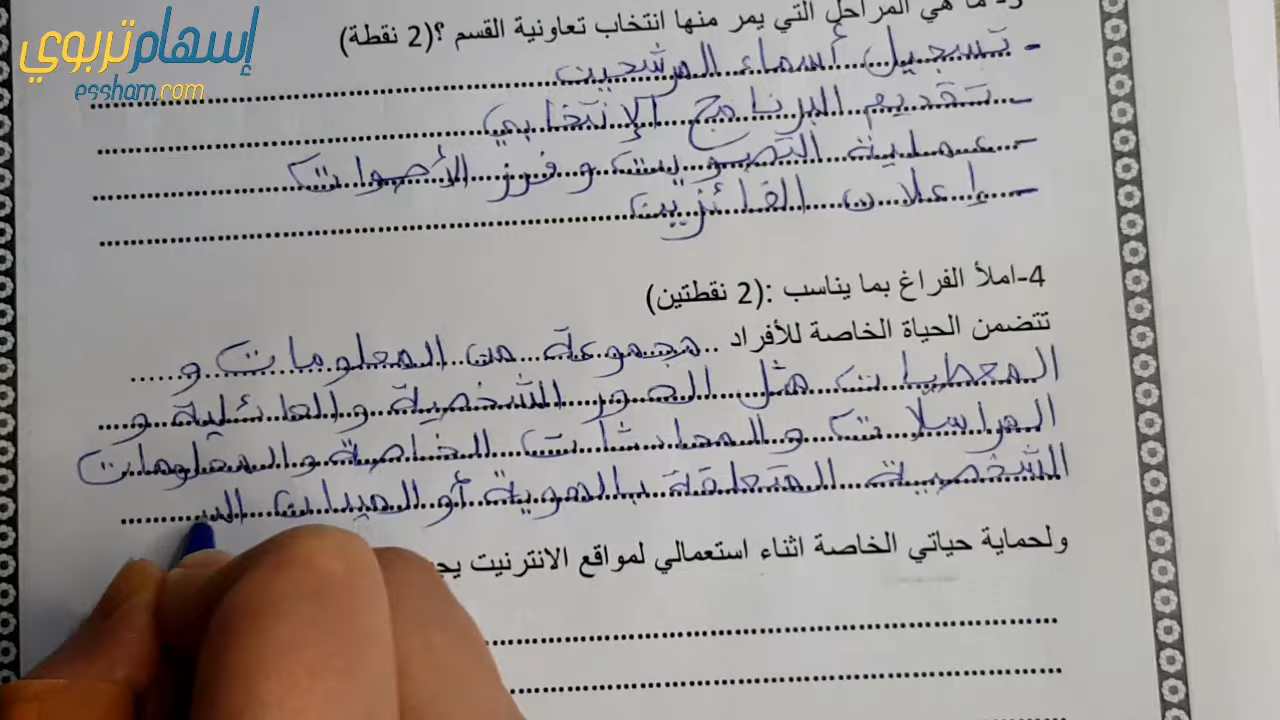 إسهام تربوي
essham.com
3- ما هي المراحل التي يمر منها انتخاب تعاونية القسم ؟(2 نقطة)
- تسجيل أسماء المرشحين
- تقديم البرنامج الإنتخابي
- عملية التصويت و فرز الأصوات
- إعلان الفائزين
4-املأ الفراغ بما يناسب :(2 نقطتين)
تتضمن الحياة الخاصة للأفراد مجموعة من المعلومات و
المعطيات مثل الصور الشخصية والعائلية و
المراسلات والمحادثات الخاصة والمعلومات
الشخصية المتعلقة بالهوية أو
ولحماية حياتي الخاصة اثناء استعمالي لمواقع الانترنيت